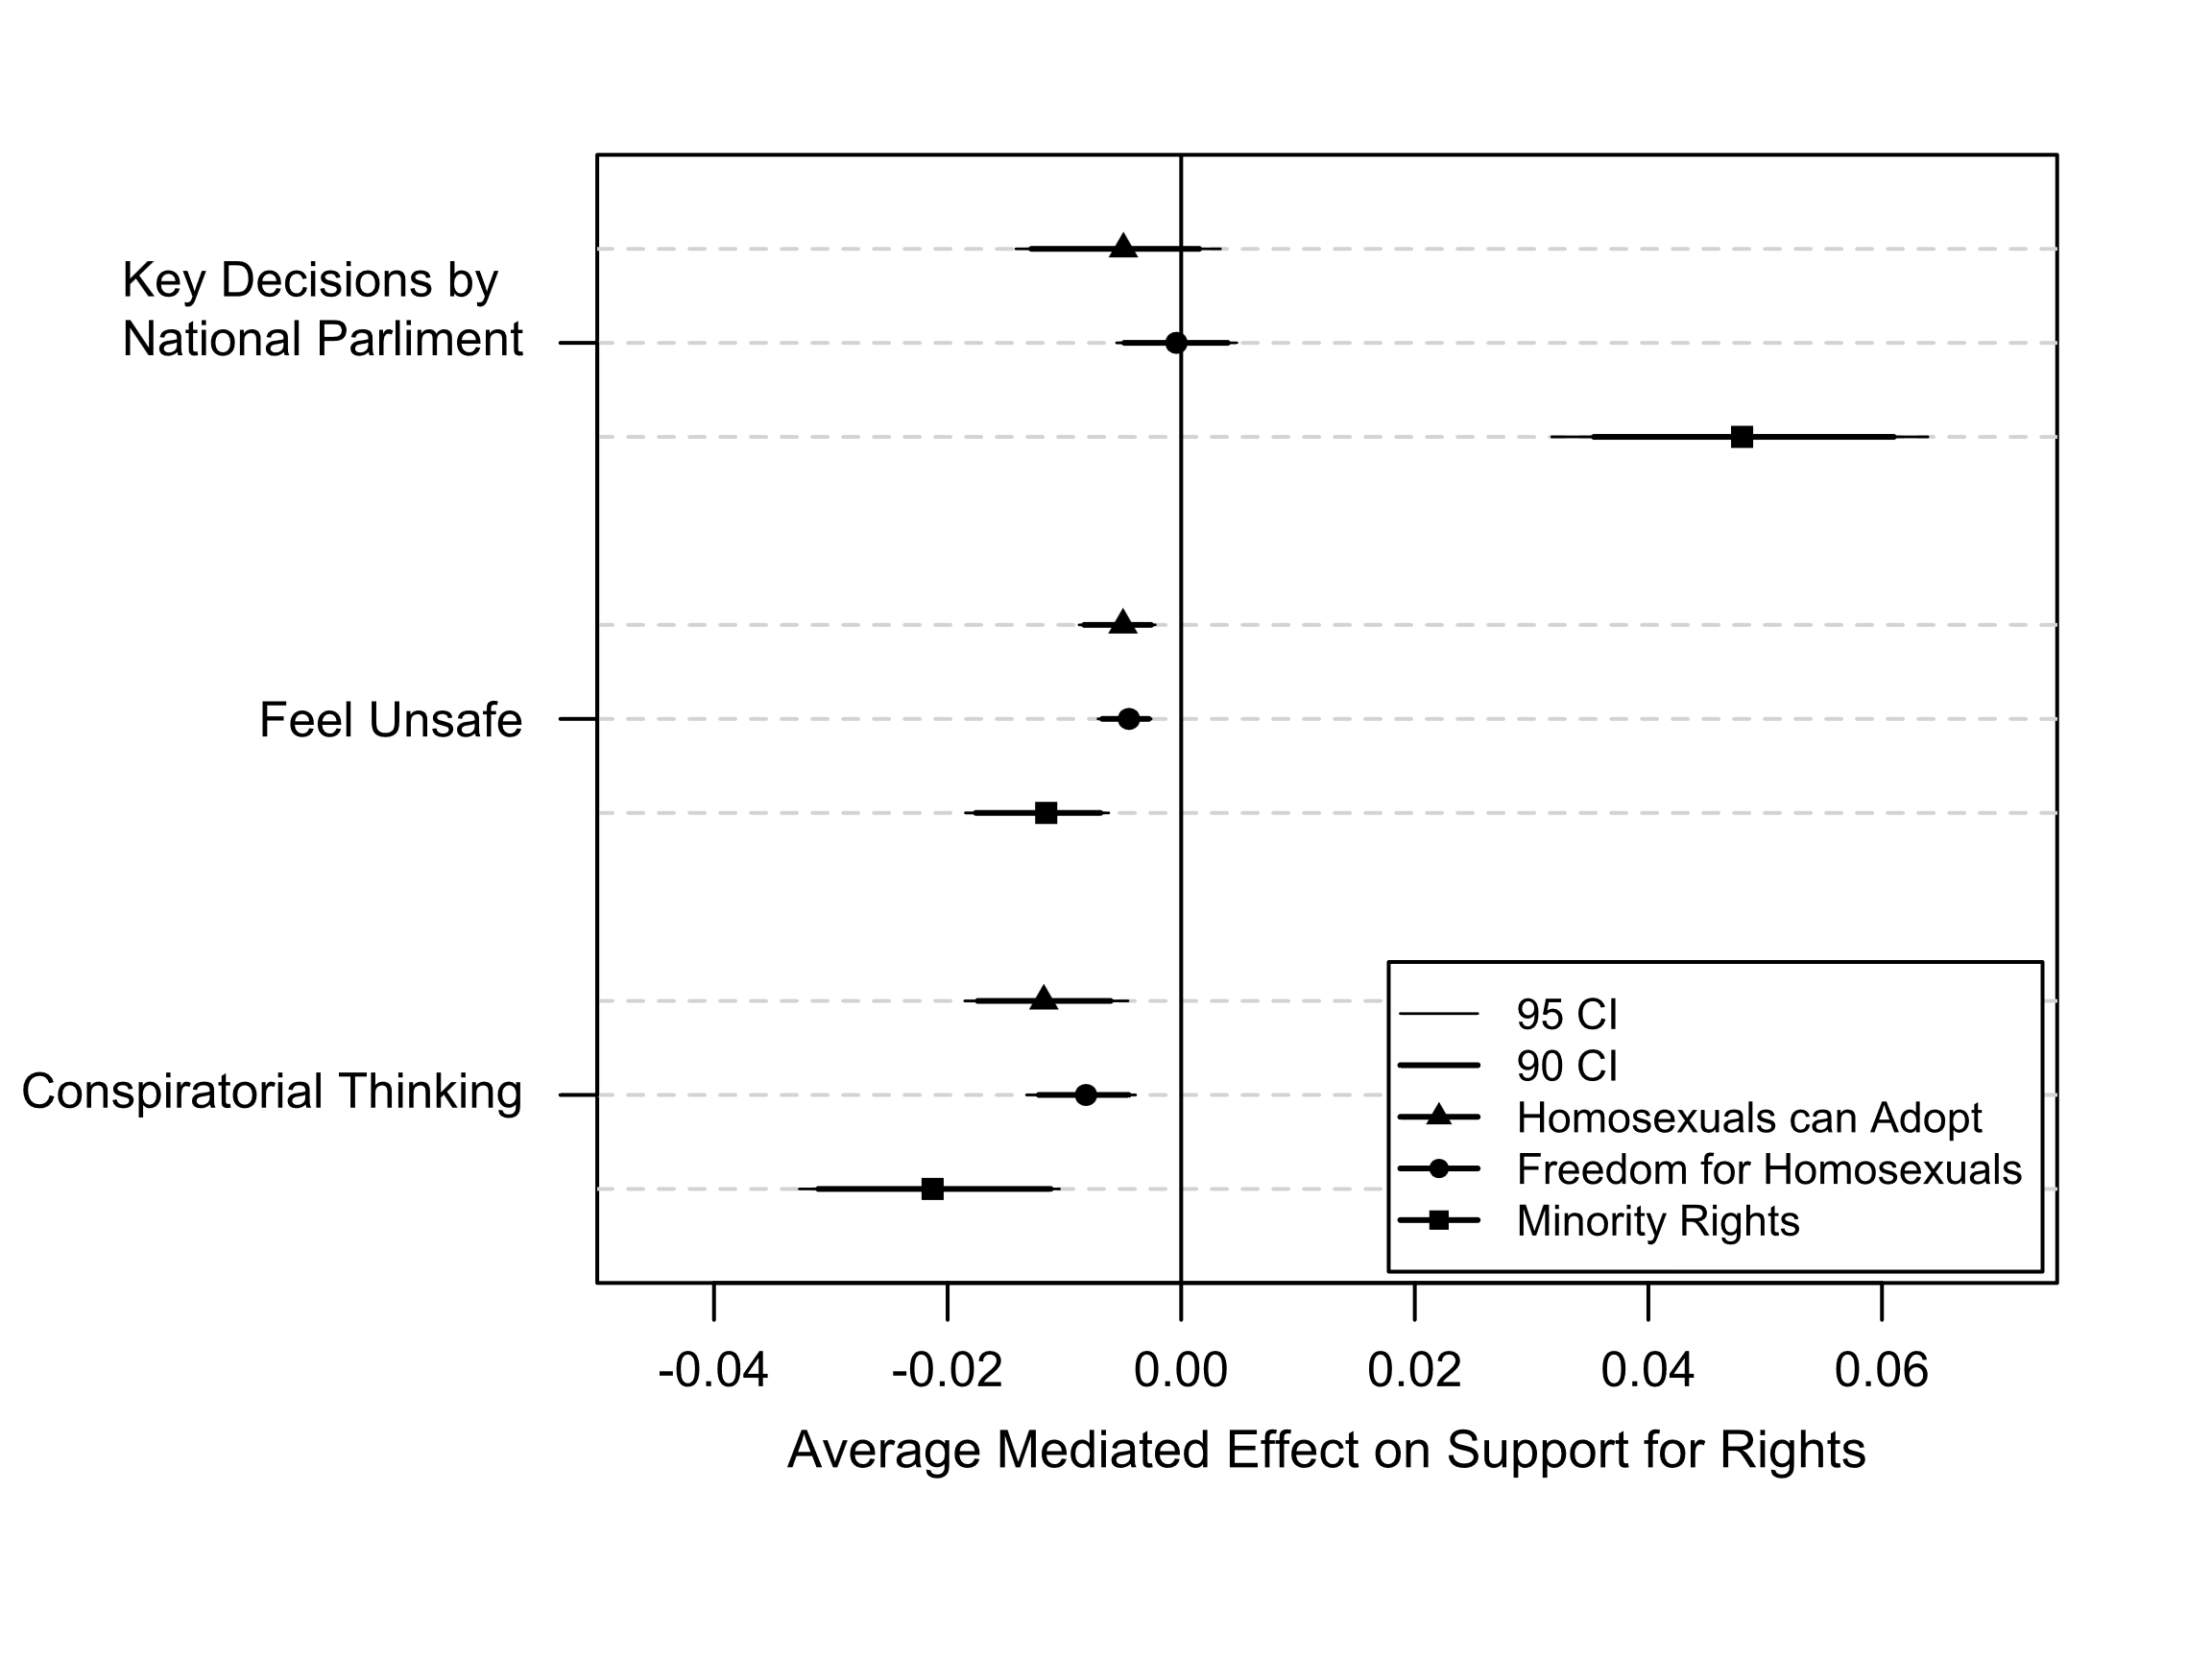 Key Decisions by
National Parliment
Feel Unsafe
Conspiratorial Thinking
95 CI
90 CI
Homosexuals can Adopt
Freedom for Homosexuals
Minority Rights
-0.04
-0.02
0.00
0.02
0.04
0.06
Average Mediated Effect on Support for Rights